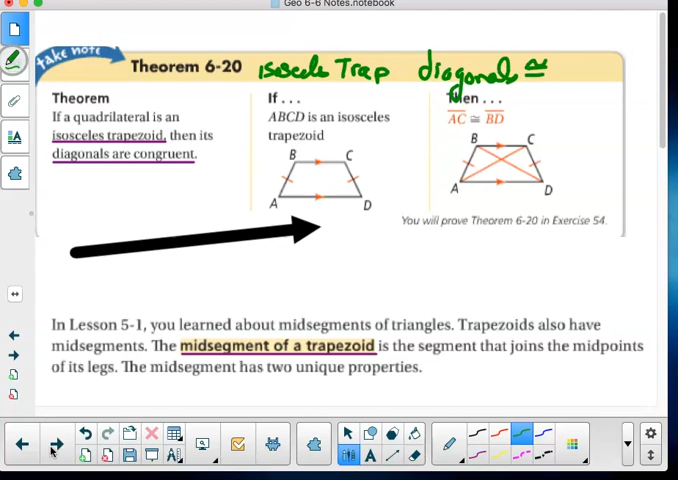 Geo 6-6 Notes.notebook
take note
Theorem 6-20 isosceles Trap diagonals ≅
Theorem
If a quadrilateral is an
isosceles trapezoid, then its
diagonals are congruent.
If . . .
ABCD is an isosceles
trapezoid
B C
A D
Then . . .
AC ≅ BD
B C
A D
You will prove Theorem 6-20 in Exercise 54.
In Lesson 5-1, you learned about midsegments of triangles. Trapezoids also have
midsegments. The midsegment of a trapezoid is the segment that joins the midpoints
of its legs. The midsegment has two unique properties.